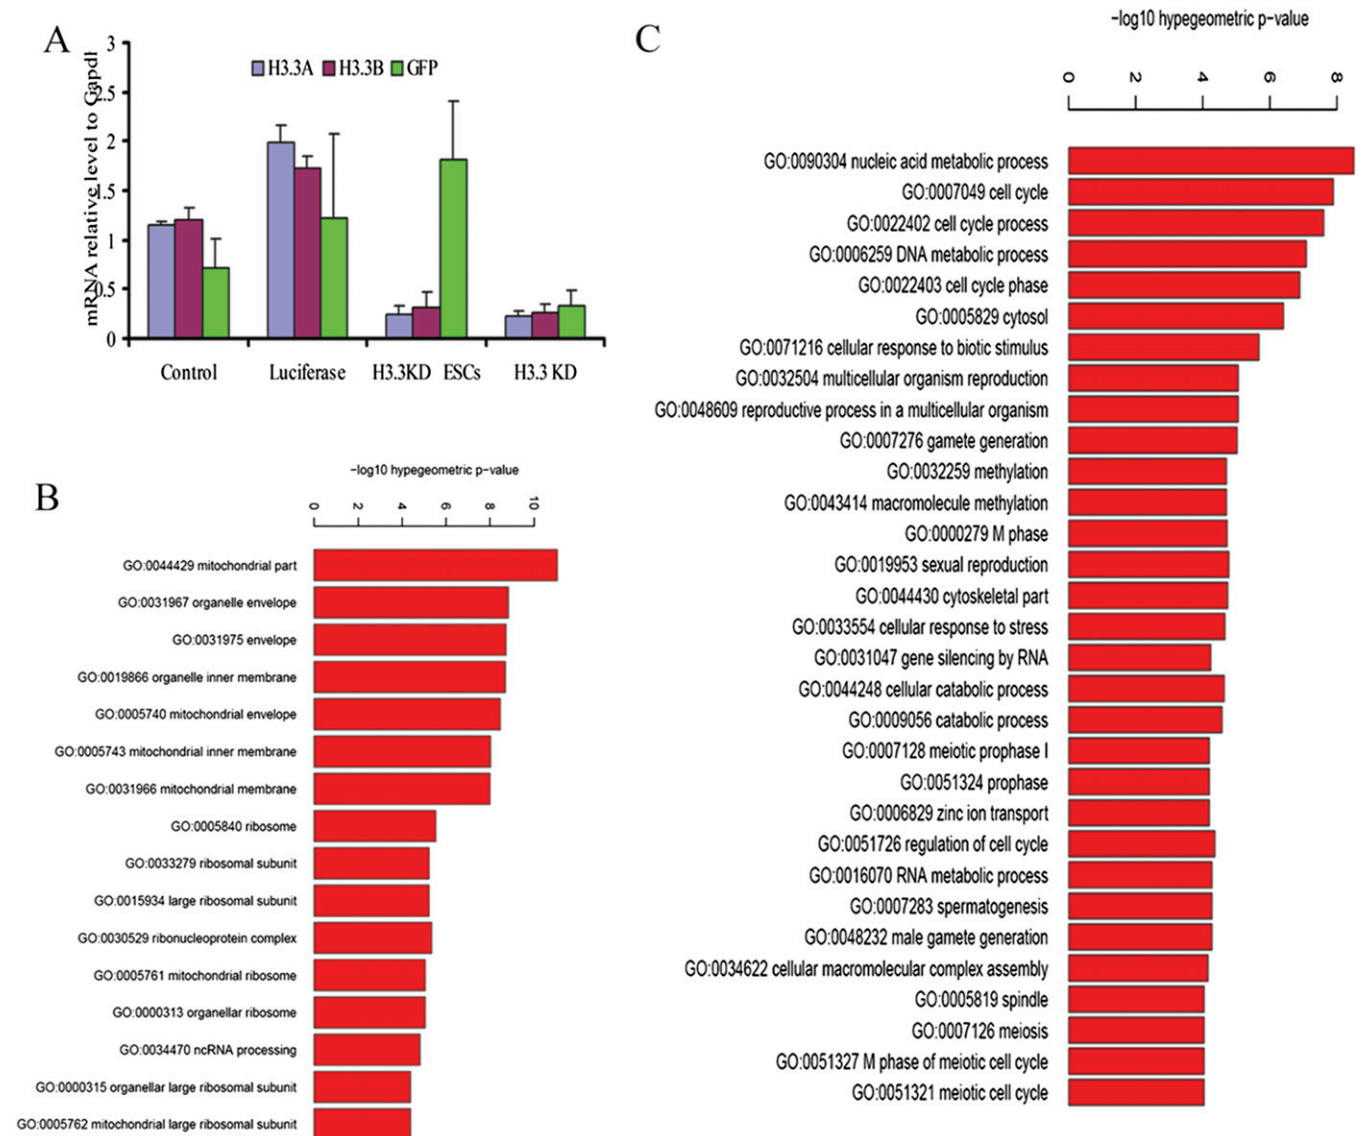 A
mRNA relative level to Gapdh
3
2.5
2
1.5
1
0.5
0
H3.3A H3.3B GFP
Control Luciferase H3.3KD ESCs H3.3 KD
B
-log10 hypegeometric p-value
0 2 4 6 8 10
GO:0044429 mitochondrial part
GO:0031967 organelle envelope
GO:0031975 envelope
GO:0019866 organelle inner membrane
GO:0005740 mitochondrial envelope
GO:0005743 mitochondrial inner membrane
GO:0031966 mitochondrial membrane
GO:0005840 ribosome
GO:0033279 ribosomal subunit
GO:0015934 large ribosomal subunit
GO:0030529 ribonucleoprotein complex
GO:0005761 mitochondrial ribosome
GO:0000313 organellar ribosome
GO:0034470 ncRNA processing
GO:0000315 organellar large ribosomal subunit
GO:0005762 mitochondrial large ribosomal subunit
C
-log10 hypegeometric p-value
0 2 4 6 8
GO:0090304 nucleic acid metabolic process
GO:0007049 cell cycle
GO:0022402 cell cycle process
GO:0006259 DNA metabolic process
GO:0022403 cell cycle phase
GO:0005829 cytosol
GO:0071216 cellular response to biotic stimulus
GO:0032504 multicellular organism reproduction
GO:0048609 reproductive process in a multicellular organism
GO:0007276 gamete generation
GO:0032259 methylation
GO:0043414 macromolecule methylation
GO:0000279 M phase
GO:0019953 sexual reproduction
GO:0044430 cytoskeletal part
GO:0033554 cellular response to stress
GO:0031047 gene silencing by RNA
GO:0044248 cellular catabolic process
GO:0009056 catabolic process
GO:0007128 meiotic prophase I
GO:0051324 prophase
GO:0006829 zinc ion transport
GO:0051726 regulation of cell cycle
GO:0016070 RNA metabolic process
GO:0007283 spermatogenesis
GO:0048232 male gamete generation
GO:0034622 cellular macromolecular complex assembly
GO:0005819 spindle
GO:0007126 meiosis
GO:0051327 M phase of meiotic cell cycle
GO:0051321 meiotic cell cycle